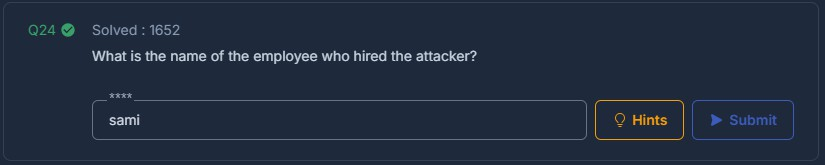 Q24 Solved : 1652
What is the name of the employee who hired the attacker?
****
sami Hints Submit